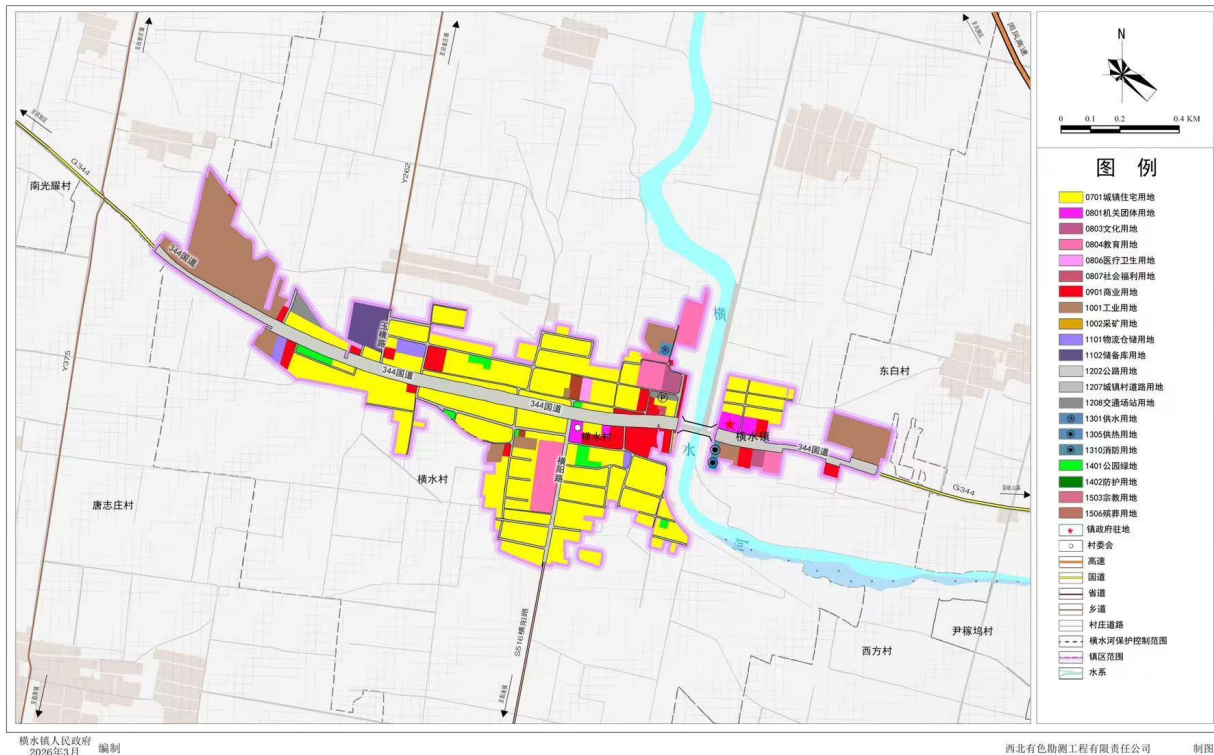 N
0 0.1 0.2 0.4 KM
图 例
0701城镇住宅用地
0801机关团体用地
0803文化用地
0804教育用地
0806医疗卫生用地
0807社会福利用地
0901商业用地
1001工业用地
1002采矿用地
1101物流仓储用地
1102储备库用地
1202公路用地
1207城镇村道路用地
1208交通场站用地
1301供水用地
1305供热用地
1310消防用地
1401公园绿地
1402防护用地
1503宗教用地
1506殡葬用地
镇政府驻地
村委会
高速
国道
省道
乡道
村庄道路
横水河保护控制范围
镇区范围
水系
G344
南光耀村
344国道
Y262
Y375
玉横路
344国道
344国道
横
水
河
东白村
横水村
横水镇
344国道
G344
横阳路
横水村
唐志庄村
S516横阳路
西方村
尹稼坞村
P
横水镇人民政府
2026年3月
编制
西北有色勘测工程有限责任公司 制图